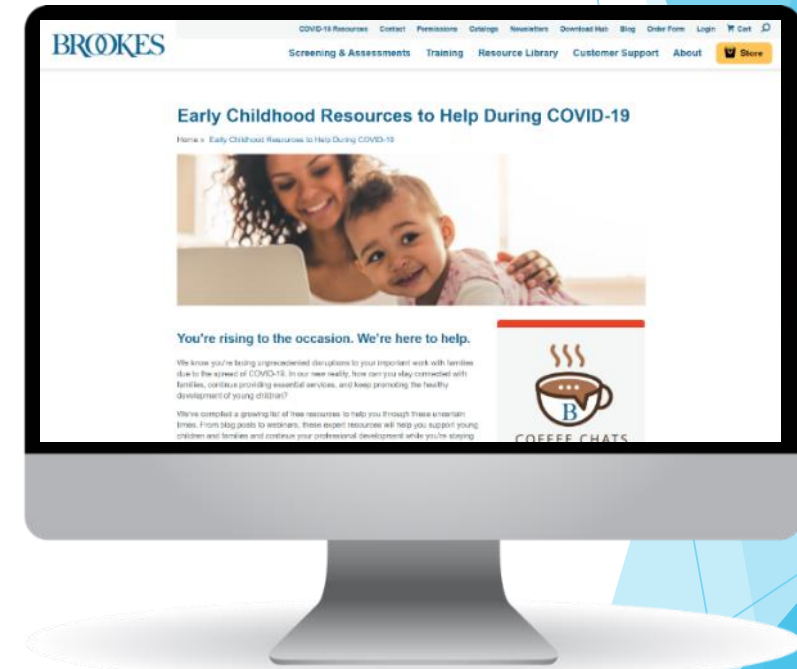 COVID-19 Resources Contact Permissions Catalogs Newsletters Download Hub Blog Order Form Login Cart
BROOKES
Screening & Assessments Training Resource Library Customer Support About Store
Early Childhood Resources to Help During COVID-19
Home » Early Childhood Resources to Help During COVID-19
You're rising to the occasion. We're here to help.
We know you're facing unprecedented disruptions to your important work with families
due to the spread of COVID-19. In our new reality, how can you stay connected with
families, continue providing essential services, and keep promoting the healthy
development of young children?
We've compiled a growing list of free resources to help you through these uncertain
times. From blog posts to webinars, these expert resources will help you support young
children and families and continue your professional development while you're staying
B
COFFEE CHATS